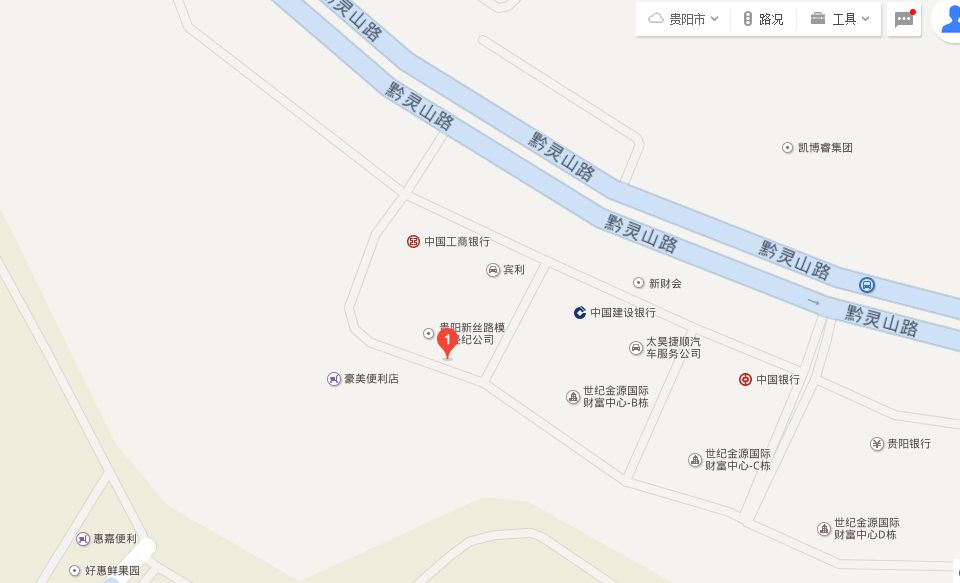 贵阳市
路况
工具
黔灵山路
黔灵山路
黔灵山路
凯博睿集团
黔灵山路
黔灵山路
中国工商银行
宾利
新财会
黔灵山路
中国建设银行
贵阳新丝路模
经纪公司
1
太昊捷顺汽
车服务公司
豪美便利店
中国银行
世纪金源国际
财富中心-B栋
贵阳银行
世纪金源国际
财富中心-C栋
世纪金源国际
财富中心D栋
惠嘉便利
好惠鲜果园